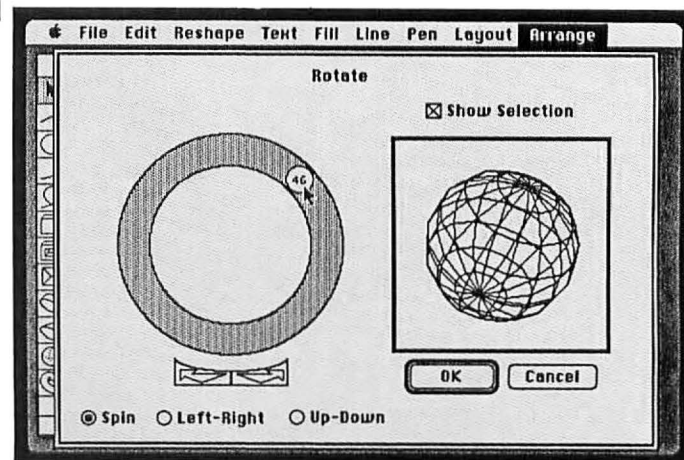 File Edit Reshape Text Fill Line Pen Layout Arrange
Rotate
Show Selection
46
OK Cancel
Spin Left-Right Up-Down